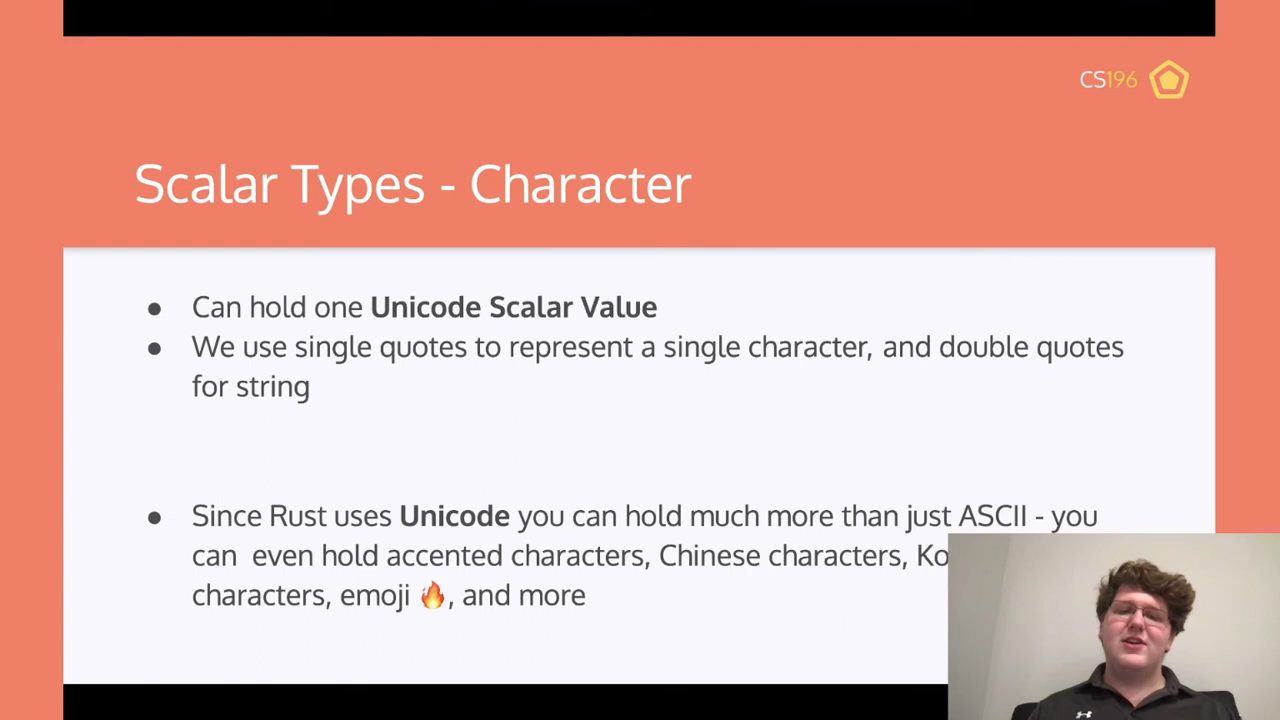 CS196
Scalar Types - Character
● Can hold one Unicode Scalar Value
● We use single quotes to represent a single character, and double quotes
for string
● Since Rust uses Unicode you can hold much more than just ASCII - you
can even hold accented characters, Chinese characters,
characters, emoji 🔥, and more